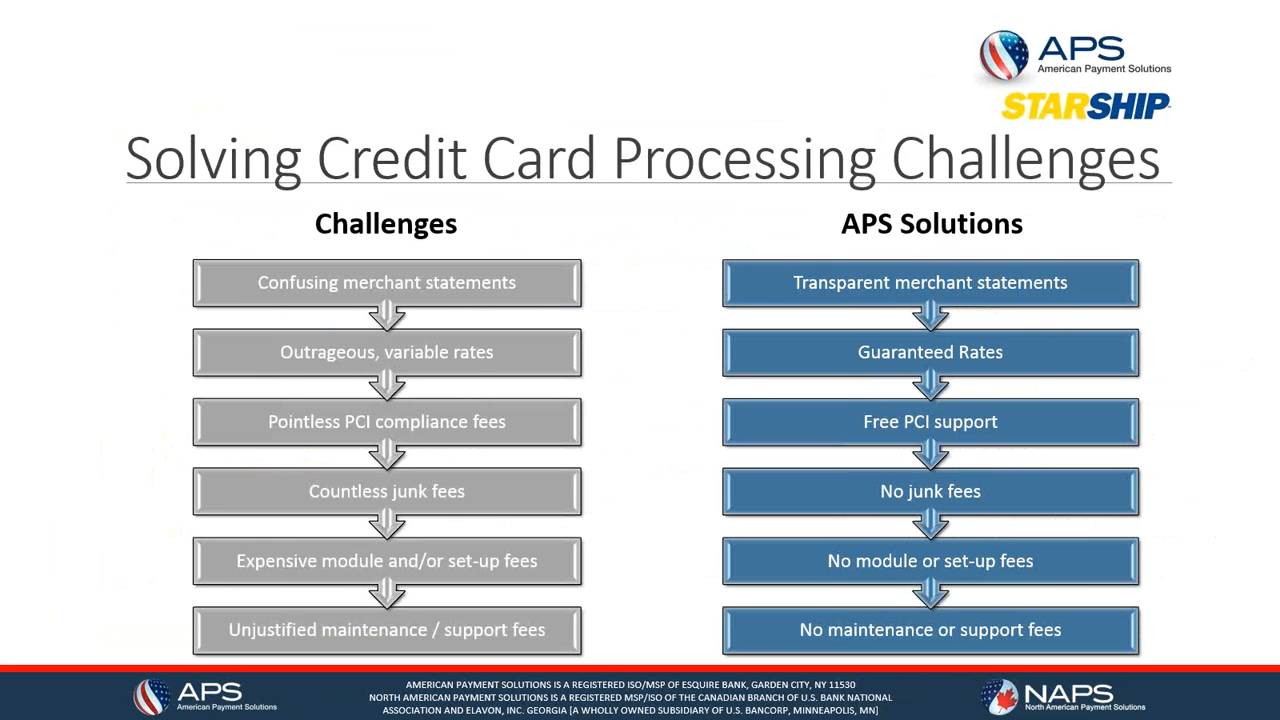 APS
American Payment Solutions
STARSHIP
Solving Credit Card Processing Challenges
Challenges
Confusing merchant statements
Outrageous, variable rates
Pointless PCI compliance fees
Countless junk fees
Expensive module and/or set-up fees
Unjustified maintenance / support fees
APS Solutions
Transparent merchant statements
Guaranteed Rates
Free PCI support
No junk fees
No module or set-up fees
No maintenance or support fees
APS
American Payment Solutions
AMERICAN PAYMENT SOLUTIONS IS A REGISTERED ISO/MSP OF ESQUIRE BANK, GARDEN CITY, NY 11530
NORTH AMERICAN PAYMENT SOLUTIONS IS A REGISTERED MSP/ISO OF THE CANADIAN BRANCH OF U.S. BANK NATIONAL
ASSOCIATION AND ELAVON, INC. GEORGIA [A WHOLLY OWNED SUBSIDIARY OF U.S. BANCORP, MINNEAPOLIS, MN]
NAPS
North American Payment Solutions